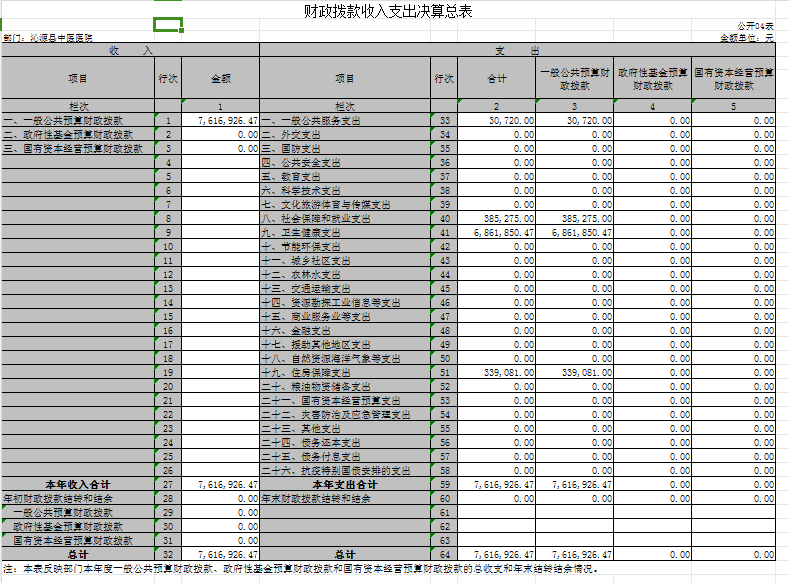 财政拨款收入支出决算总表
公开04表
部门：沁源县中医医院 金额单位：元
收 入 支 出
项目 行次 金额 项目 行次 合计 一般公共预算财政拨款 政府性基金预算财政拨款 国有资本经营预算财政拨款
栏次 1 栏次 2 3 4 5
一、一般公共预算财政拨款 1 7,616,926.47 一、一般公共服务支出 33 30,720.00 30,720.00 0.00 0.00
二、政府性基金预算财政拨款 2 0.00 二、外交支出 34 0.00 0.00 0.00 0.00
三、国有资本经营预算财政拨款 3 0.00 三、国防支出 35 0.00 0.00 0.00 0.00
4 四、公共安全支出 36 0.00 0.00 0.00 0.00
5 五、教育支出 37 0.00 0.00 0.00 0.00
6 六、科学技术支出 38 0.00 0.00 0.00 0.00
7 七、文化旅游体育与传媒支出 39 0.00 0.00 0.00 0.00
8 八、社会保障和就业支出 40 385,275.00 385,275.00 0.00 0.00
9 九、卫生健康支出 41 6,861,850.47 6,861,850.47 0.00 0.00
10 十、节能环保支出 42 0.00 0.00 0.00 0.00
11 十一、城乡社区支出 43 0.00 0.00 0.00 0.00
12 十二、农林水支出 44 0.00 0.00 0.00 0.00
13 十三、交通运输支出 45 0.00 0.00 0.00 0.00
14 十四、资源勘探工业信息等支出 46 0.00 0.00 0.00 0.00
15 十五、商业服务业等支出 47 0.00 0.00 0.00 0.00
16 十六、金融支出 48 0.00 0.00 0.00 0.00
17 十七、援助其他地区支出 49 0.00 0.00 0.00 0.00
18 十八、自然资源海洋气象等支出 50 0.00 0.00 0.00 0.00
19 十九、住房保障支出 51 339,081.00 339,081.00 0.00 0.00
20 二十、粮油物资储备支出 52 0.00 0.00 0.00 0.00
21 二十一、国有资本经营预算支出 53 0.00 0.00 0.00 0.00
22 二十二、灾害防治及应急管理支出 54 0.00 0.00 0.00 0.00
23 二十三、其他支出 55 0.00 0.00 0.00 0.00
24 二十四、债务还本支出 56 0.00 0.00 0.00 0.00
25 二十五、债务付息支出 57 0.00 0.00 0.00 0.00
26 二十六、抗疫特别国债安排的支出 58 0.00 0.00 0.00 0.00
本年收入合计 27 7,616,926.47 本年支出合计 59 7,616,926.47 7,616,926.47 0.00 0.00
年初财政拨款结转和结余 28 0.00 年末财政拨款结转和结余 60 0.00 0.00 0.00 0.00
一般公共预算财政拨款 29 0.00 61
政府性基金预算财政拨款 30 0.00 62
国有资本经营预算财政拨款 31 0.00 63
总计 32 7,616,926.47 总计 64 7,616,926.47 7,616,926.47 0.00 0.00
注：本表反映部门本年度一般公共预算财政拨款、政府性基金预算财政拨款和国有资本经营预算财政拨款的总收支和年末结转结余情况。